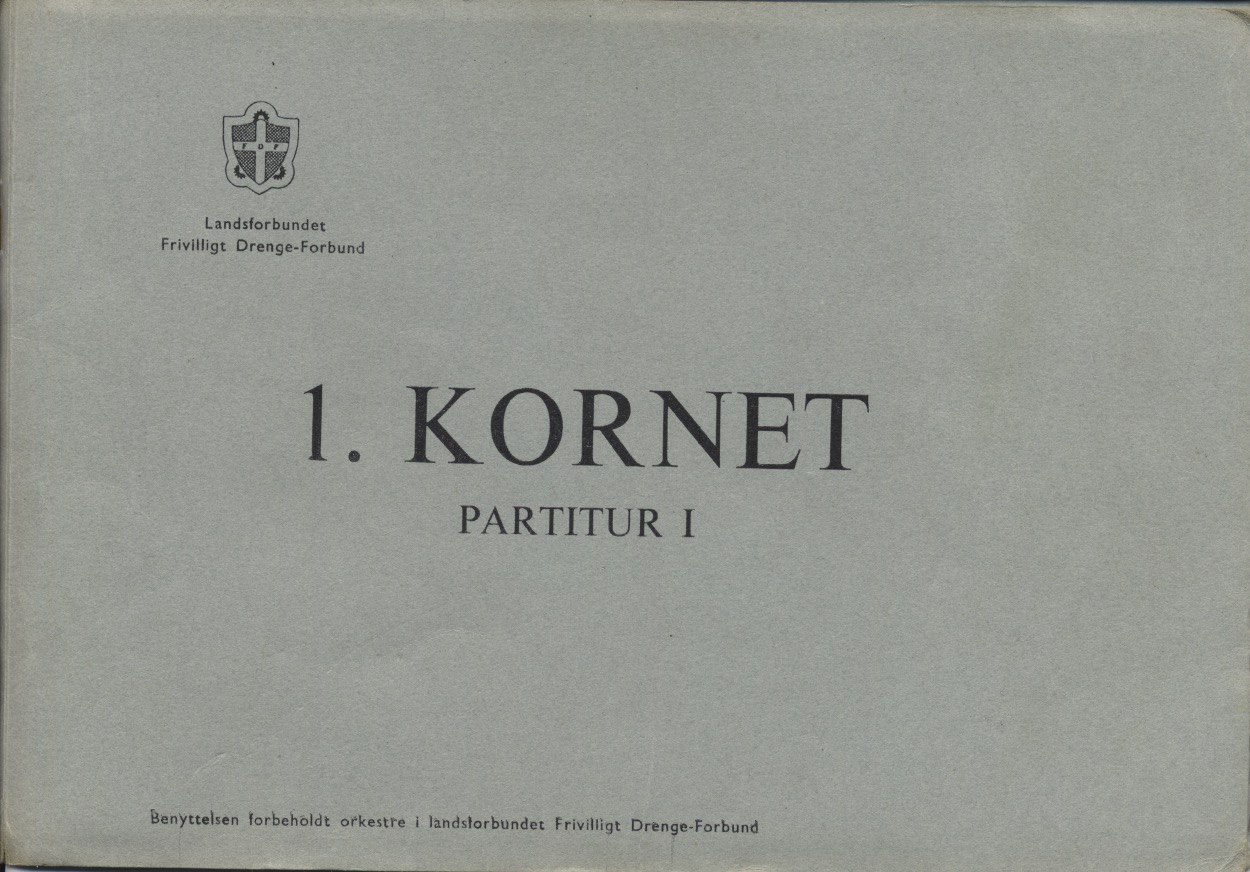 F D F
Landsforbundet
Frivilligt Drenge-Forbund
1. KORNET
PARTITUR I
Benyttelsen forbeholdt orkestre i landsforbundet Frivilligt Drenge-Forbund